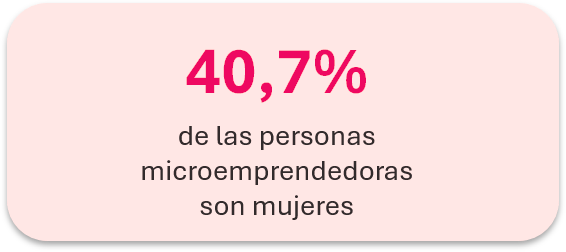 40,7%
de las personas
microemprendedoras
son mujeres